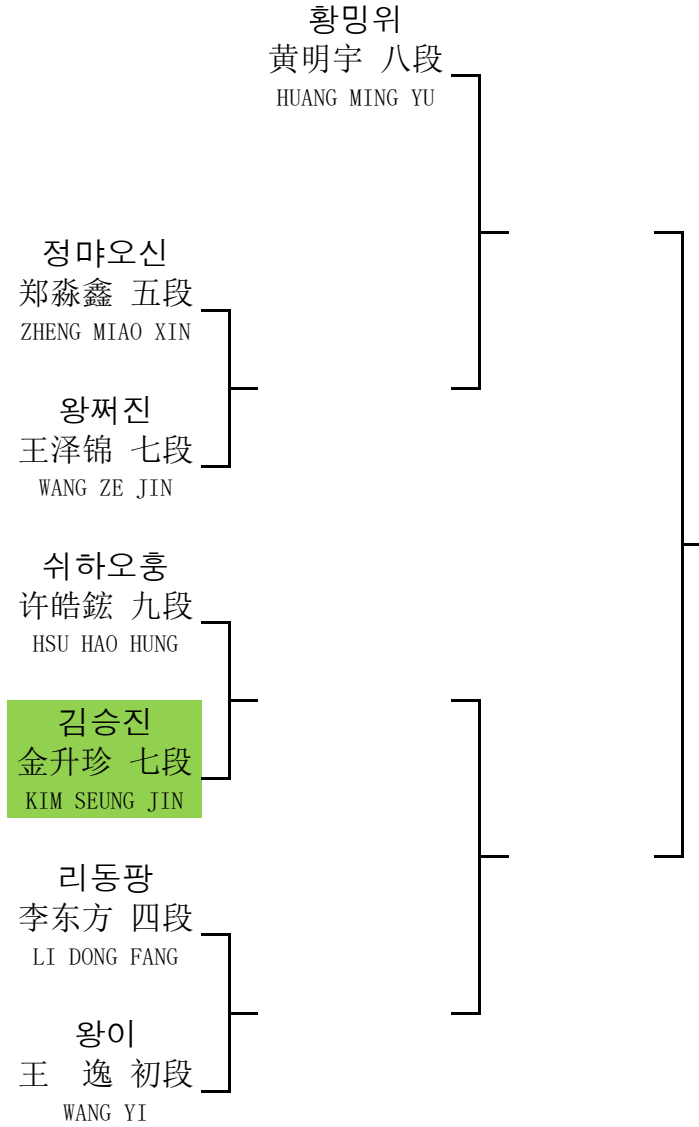 황밍위
黄明宇 八段
HUANG MING YU
정먀오신
郑淼鑫 五段
ZHENG MIAO XIN
왕쩌진
王泽锦 七段
WANG ZE JIN
쉬하오훙
许皓鋐 九段
HSU HAO HUNG
김승진
金升珍 七段
KIM SEUNG JIN
리동팡
李东方 四段
LI DONG FANG
왕이
王　逸 初段
WANG YI